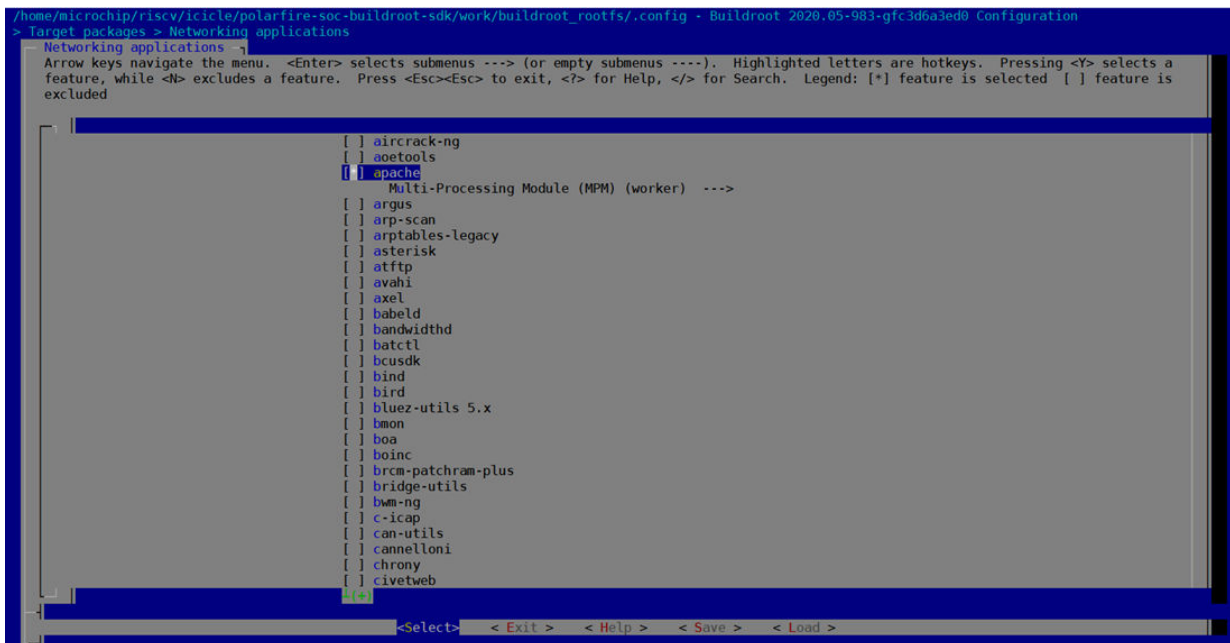 /home/microchip/riscv/icicle/polarfire-soc-buildroot-sdk/work/buildroot_rootfs/.config - Buildroot 2020.05-983-gfc3d6a3ed0 Configuration
> Target packages > Networking applications
Networking applications
Arrow keys navigate the menu.  <Enter> selects submenus ---> (or empty submenus ----).  Highlighted letters are hotkeys.  Pressing <Y> selects a
feature, while <N> excludes a feature.  Press <Esc><Esc> to exit, <?> for Help, </> for Search.  Legend: [*] feature is selected  [ ] feature is
excluded
[ ] aircrack-ng
[ ] aoetools
[*] apache
Multi-Processing Module (MPM) (worker)  --->
[ ] argus
[ ] arp-scan
[ ] arptables-legacy
[ ] asterisk
[ ] atftp
[ ] avahi
[ ] axel
[ ] babeld
[ ] bandwidthd
[ ] batctl
[ ] bcusdk
[ ] bind
[ ] bird
[ ] bluez-utils 5.x
[ ] bmon
[ ] boa
[ ] boinc
[ ] brcm-patchram-plus
[ ] bridge-utils
[ ] bwm-ng
[ ] c-icap
[ ] can-utils
[ ] cannelloni
[ ] chrony
[ ] civetweb
┴(+)
<Select>    < Exit >    < Help >    < Save >    < Load >